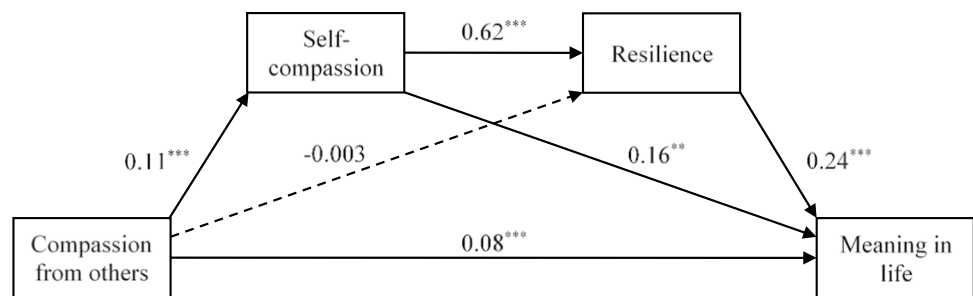 Self-
compassion
0.62***
Resilience
0.11***
-0.003
0.16**
0.24***
Compassion
from others
0.08***
Meaning in
life